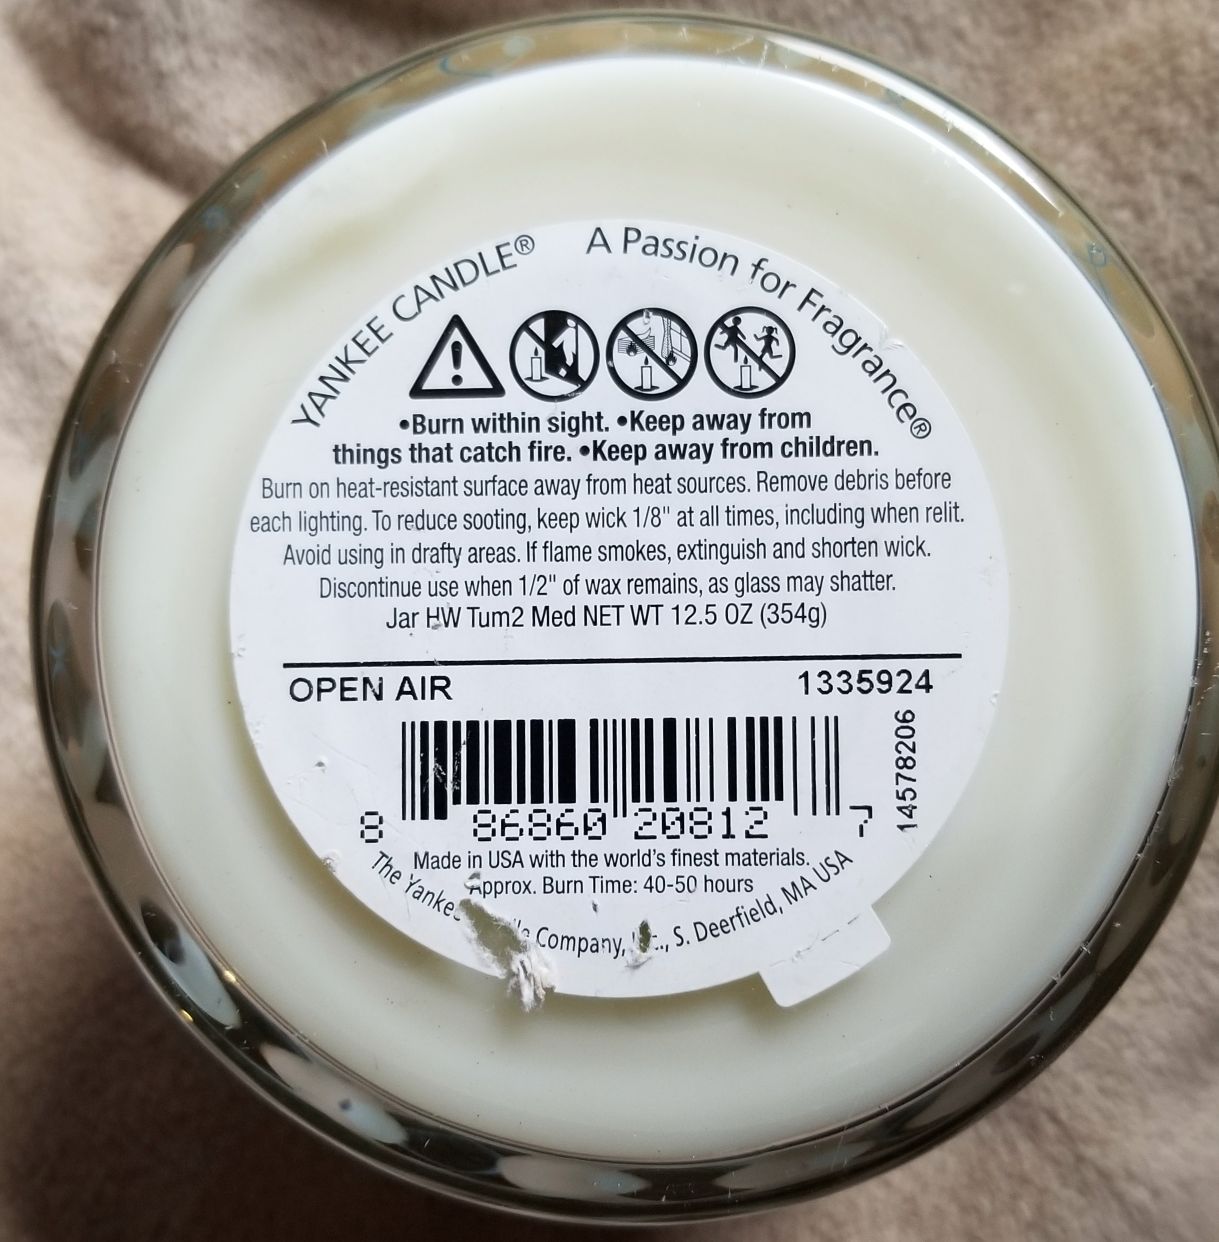 YANKEE CANDLE® A Passion for Fragrance®
•Burn within sight. •Keep away from
things that catch fire. •Keep away from children.
Burn on heat-resistant surface away from heat sources. Remove debris before
each lighting. To reduce sooting, keep wick 1/8" at all times, including when relit.
Avoid using in drafty areas. If flame smokes, extinguish and shorten wick.
Discontinue use when 1/2" of wax remains, as glass may shatter.
Jar HW Tum2 Med NET WT 12.5 OZ (354g)
OPEN AIR 1335924
14578206
8 86860 20812 7
Made in USA with the world's finest materials.
Approx. Burn Time: 40-50 hours
The Yankee Company, S. Deerfield, MA USA